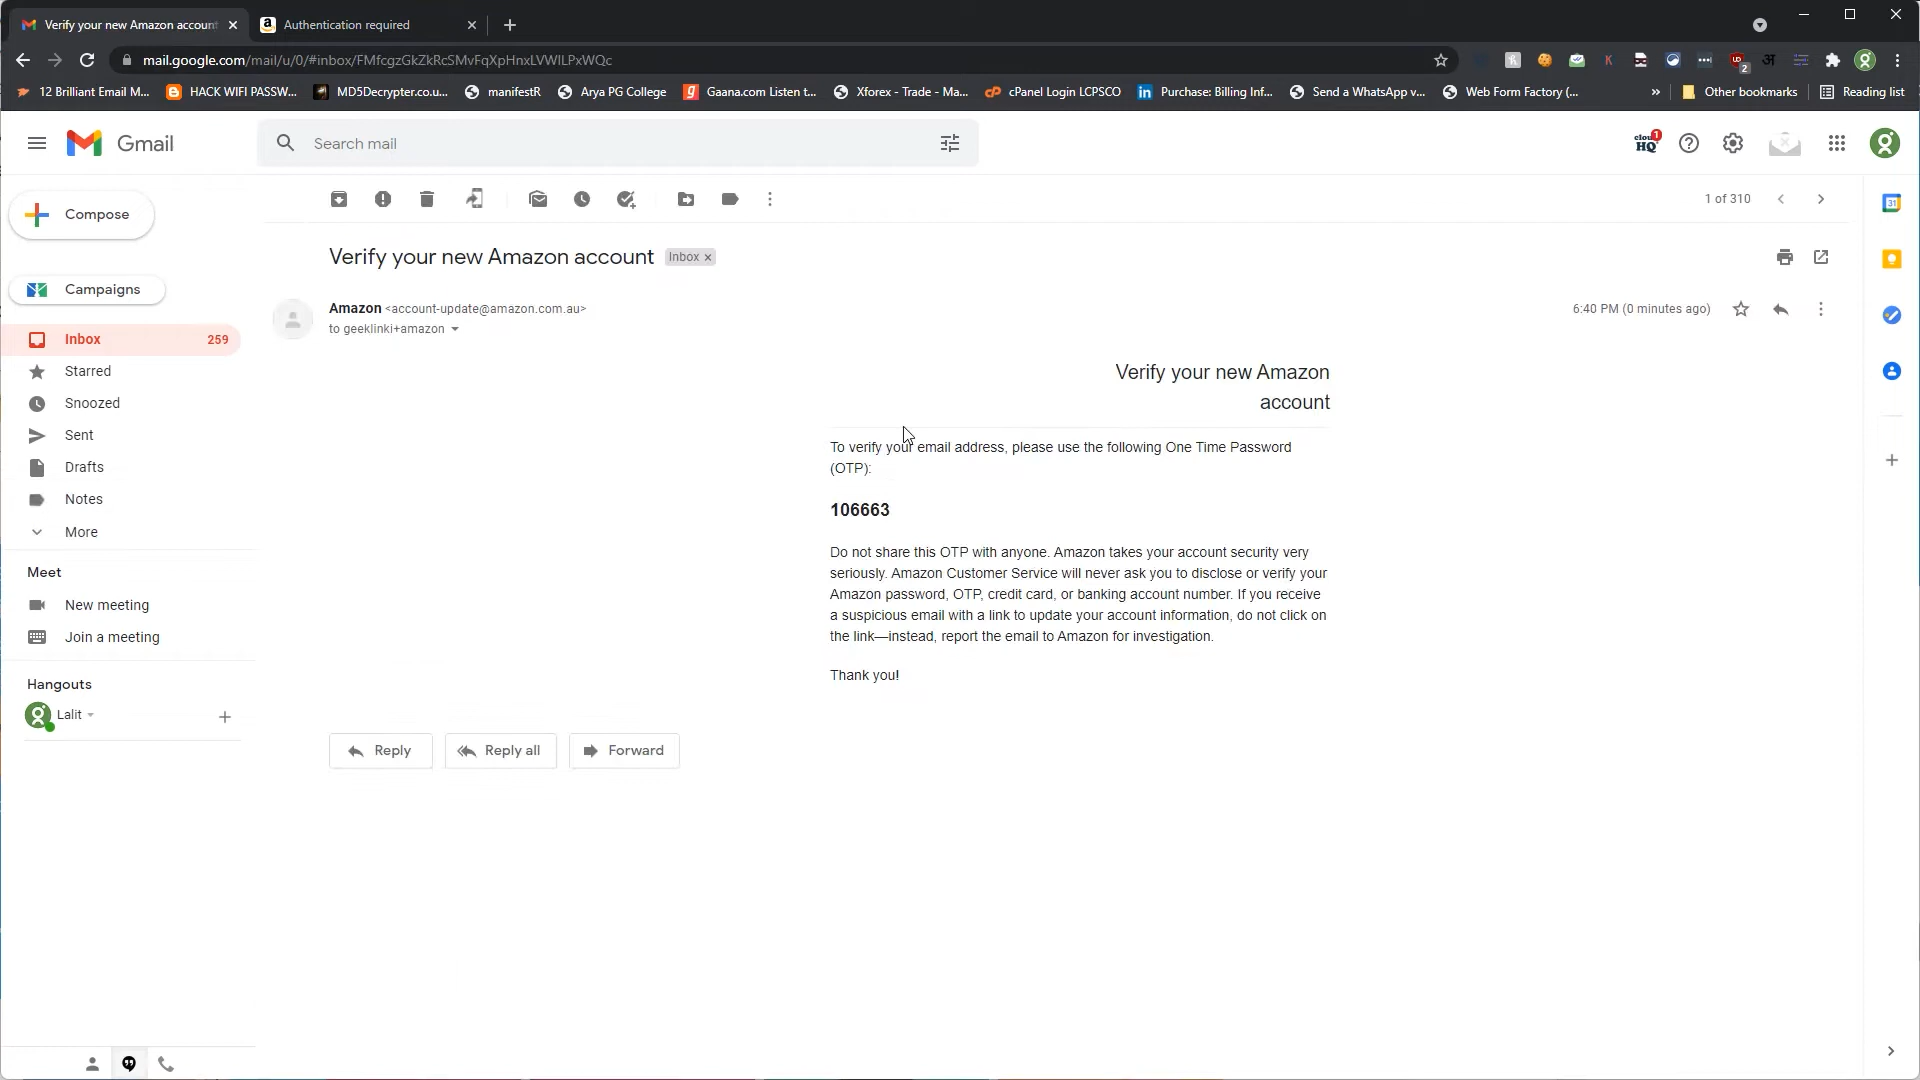 Verify your new Amazon accoun
Authentication required
mail.google.com/mail/u/0/#inbox/FMfcgzGkZkRcSMvFqXpHnxLVWlLPxWQc
12 Brilliant Email M...
HACK WIFI PASSW...
MD5Decrypter.co.u...
manifestR
Arya PG College
Gaana.com Listen t...
Xforex - Trade - Ma...
cPanel Login LCPSCO
Purchase: Billing Inf...
Send a WhatsApp v...
Web Form Factory (...
»
Other bookmarks
Reading list
Gmail
Search mail
cloud HQ 1
Compose
1 of 310
Verify your new Amazon account
Inbox ×
Campaigns
Amazon <account-update@amazon.com.au>
6:40 PM (0 minutes ago)
to geeklinki+amazon
Inbox 259
Starred
Snoozed
Sent
Drafts
Notes
More
Meet
New meeting
Join a meeting
Hangouts
Lalit
Verify your new Amazon
account
To verify your email address, please use the following One Time Password
(OTP):
106663
Do not share this OTP with anyone. Amazon takes your account security very
seriously. Amazon Customer Service will never ask you to disclose or verify your
Amazon password, OTP, credit card, or banking account number. If you receive
a suspicious email with a link to update your account information, do not click on
the link—instead, report the email to Amazon for investigation.
Thank you!
Reply
Reply all
Forward